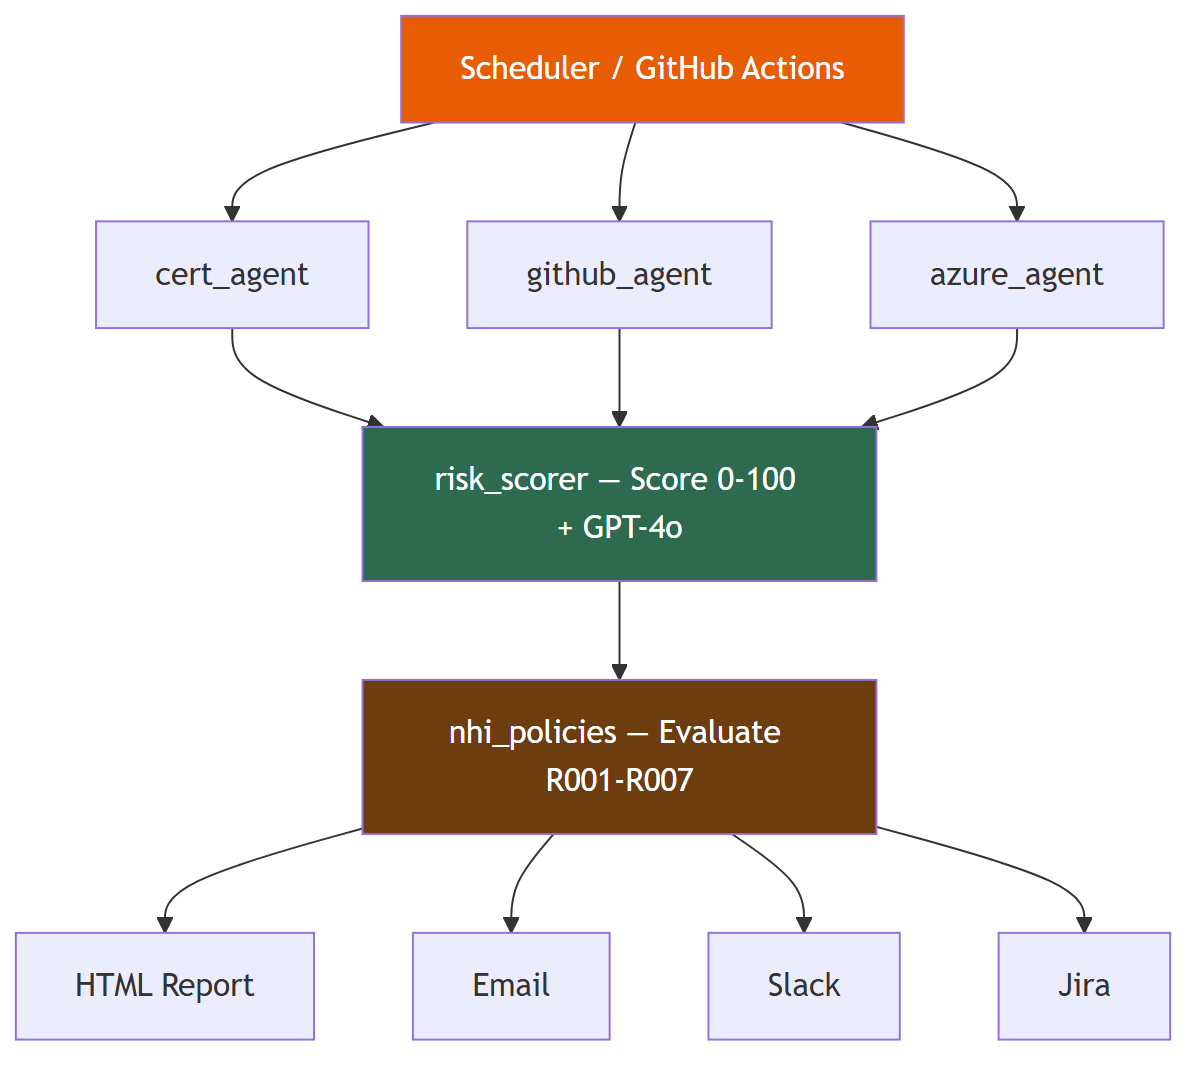 Scheduler / GitHub Actions
cert_agent
github_agent
azure_agent
risk_scorer — Score 0-100
+ GPT-4o
nhi_policies — Evaluate
R001-R007
HTML Report
Email
Slack
Jira